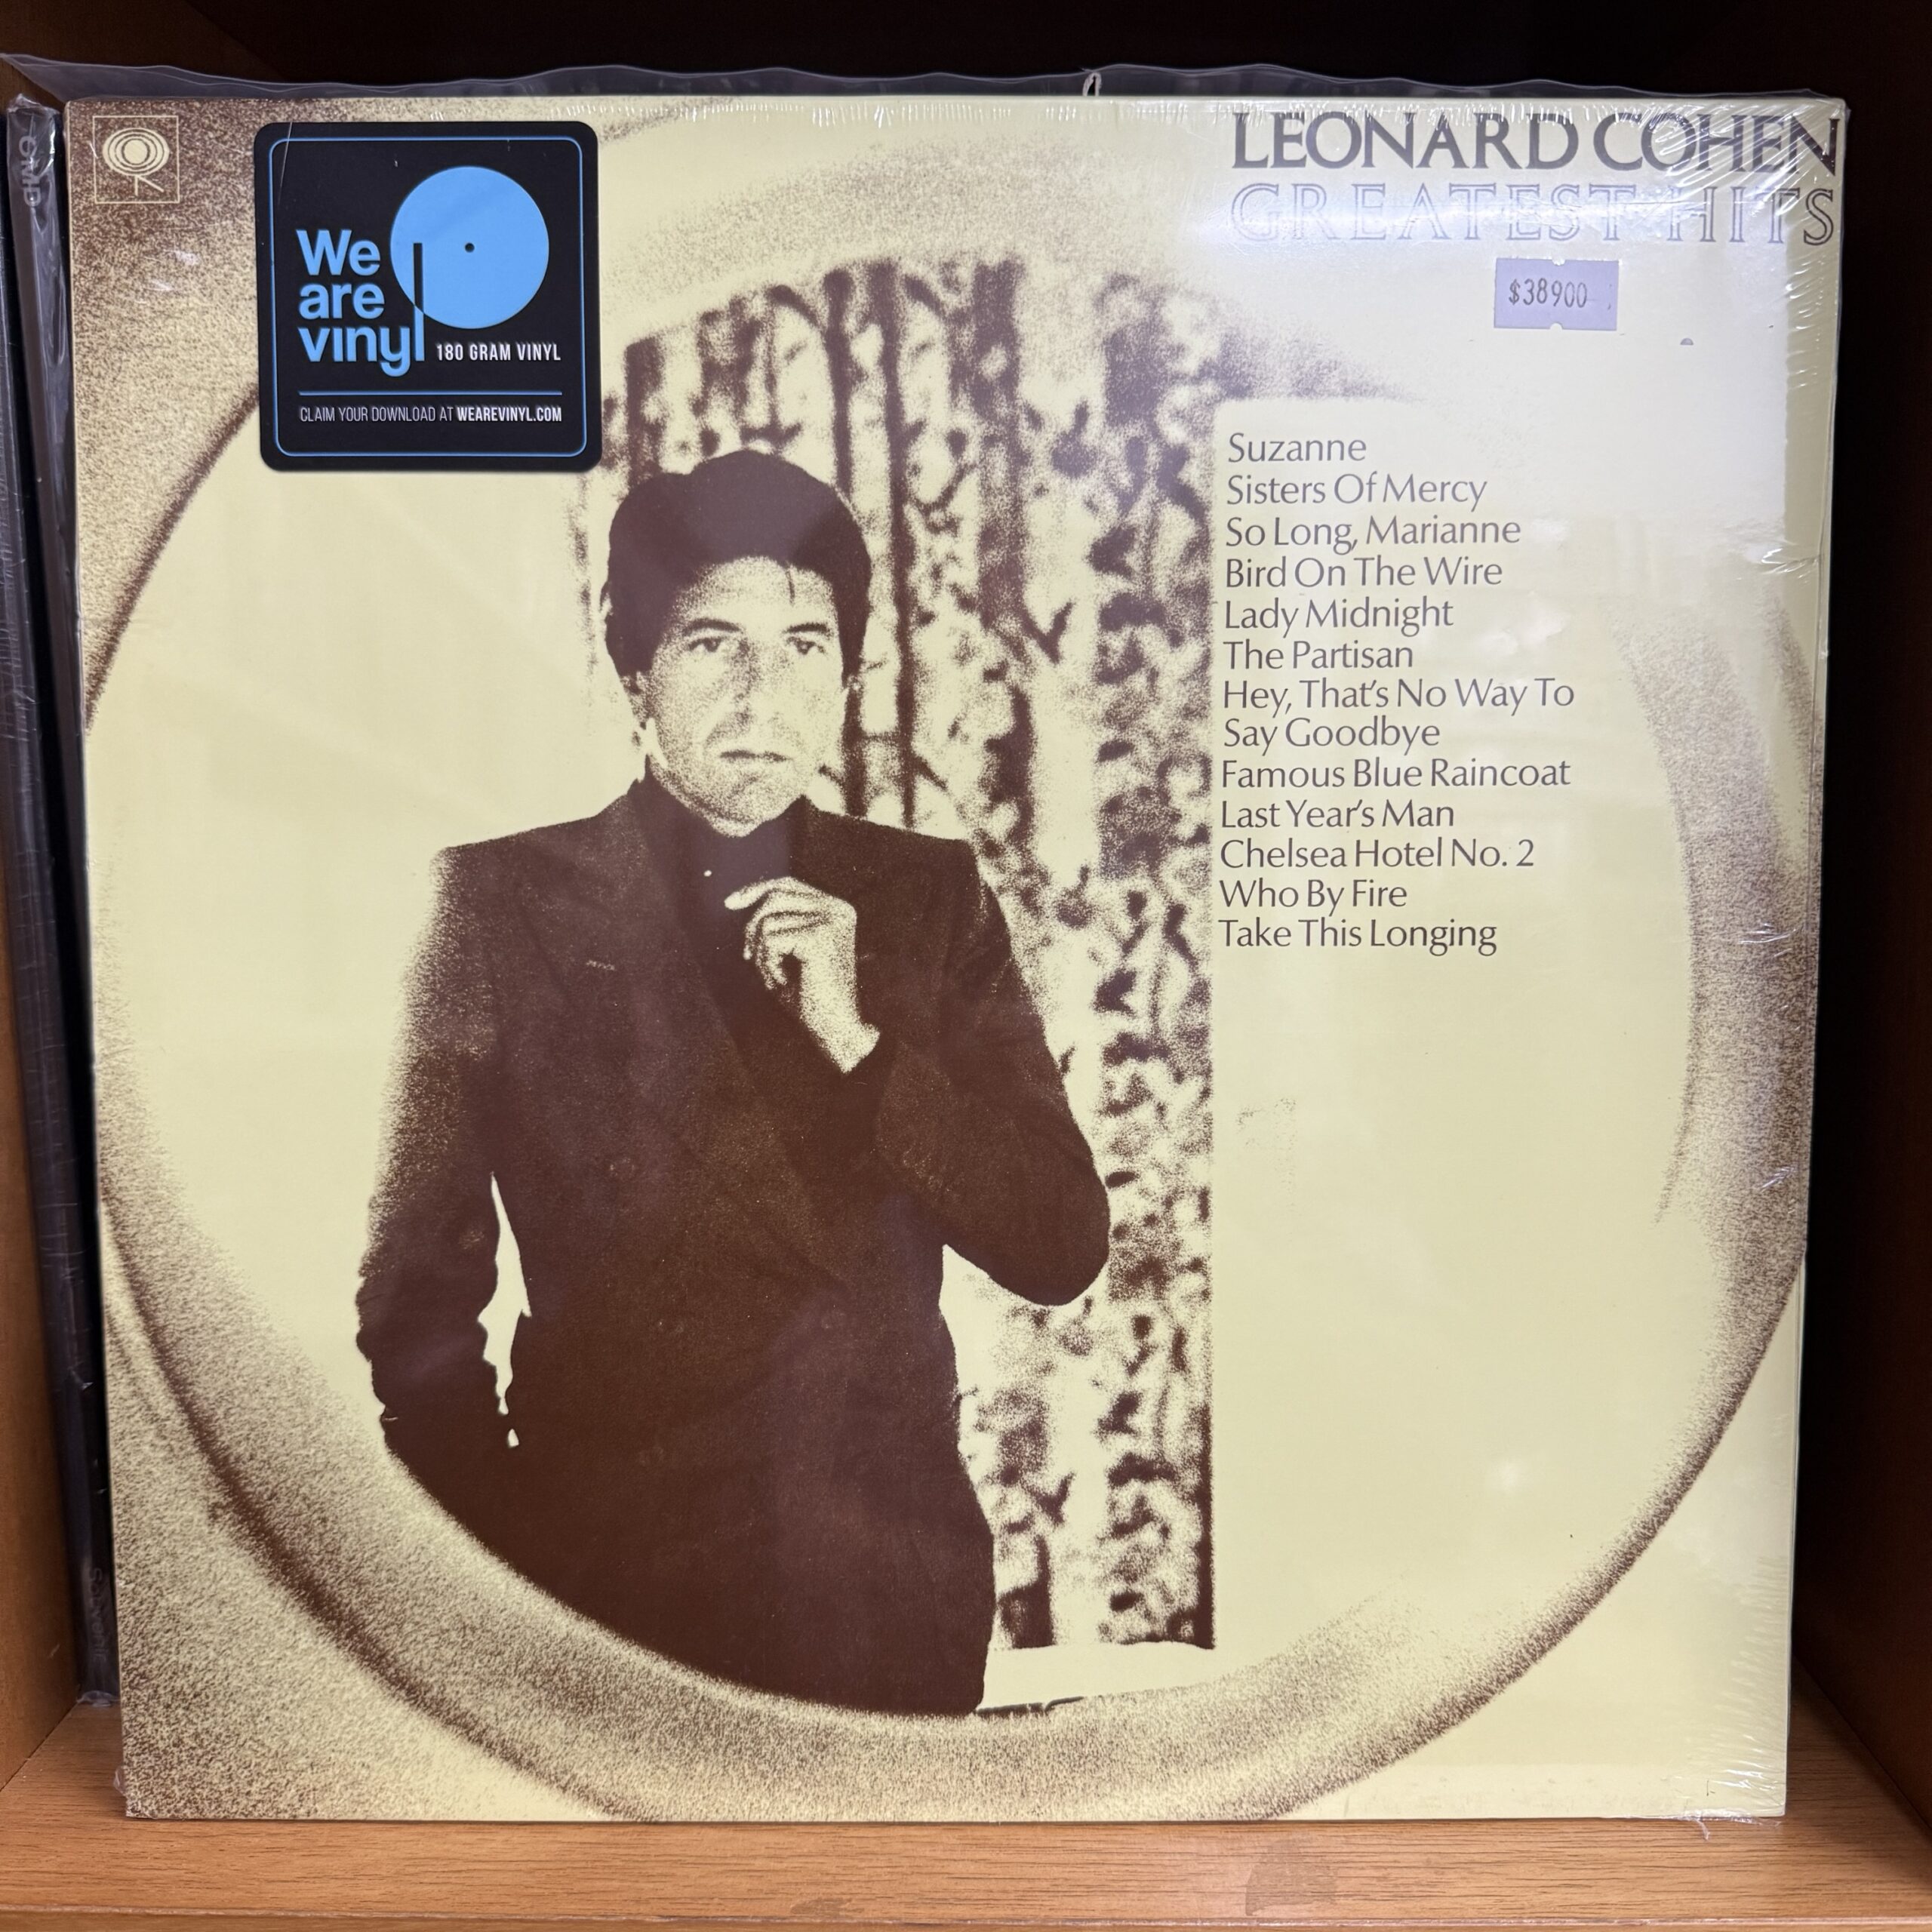 LEONARD COHEN
GREATEST HITS
$38900
We
are
vinyl
180 GRAM VINYL
CLAIM YOUR DOWNLOAD AT WEAREVINYL.COM
Suzanne
Sisters Of Mercy
So Long, Marianne
Bird On The Wire
Lady Midnight
The Partisan
Hey, That's No Way To
Say Goodbye
Famous Blue Raincoat
Last Year's Man
Chelsea Hotel No. 2
Who By Fire
Take This Longing